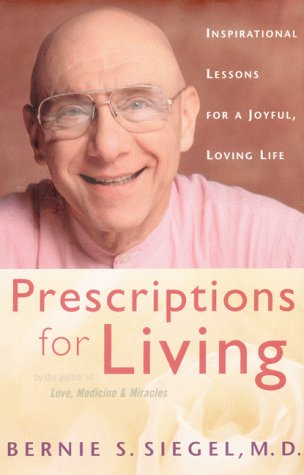 INSPIRATIONAL
LESSONS
FOR A JOYFUL,
LOVING LIFE
Prescriptions
for Living
by the author of
Love, Medicine & Miracles
BERNIE S. SIEGEL, M.D.